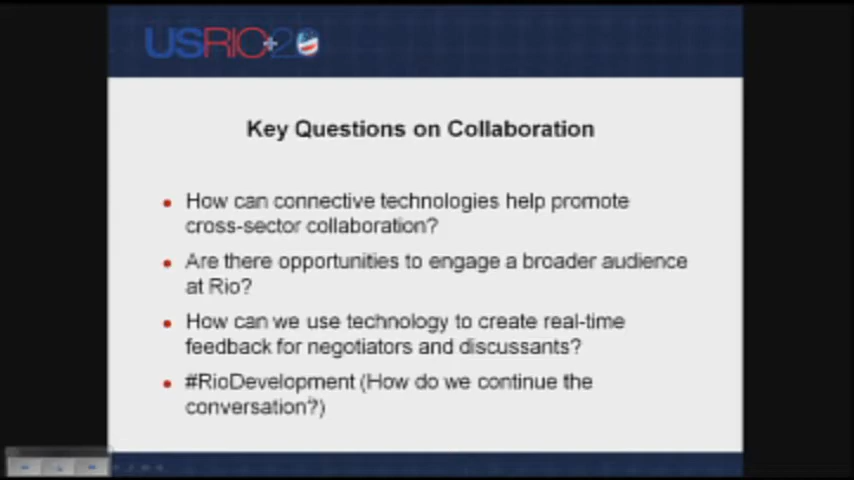 USRIO+20
Key Questions on Collaboration
How can connective technologies help promote
cross-sector collaboration?
Are there opportunities to engage a broader audience
at Rio?
How can we use technology to create real-time
feedback for negotiators and discussants?
#RioDevelopment (How do we continue the
conversation?)